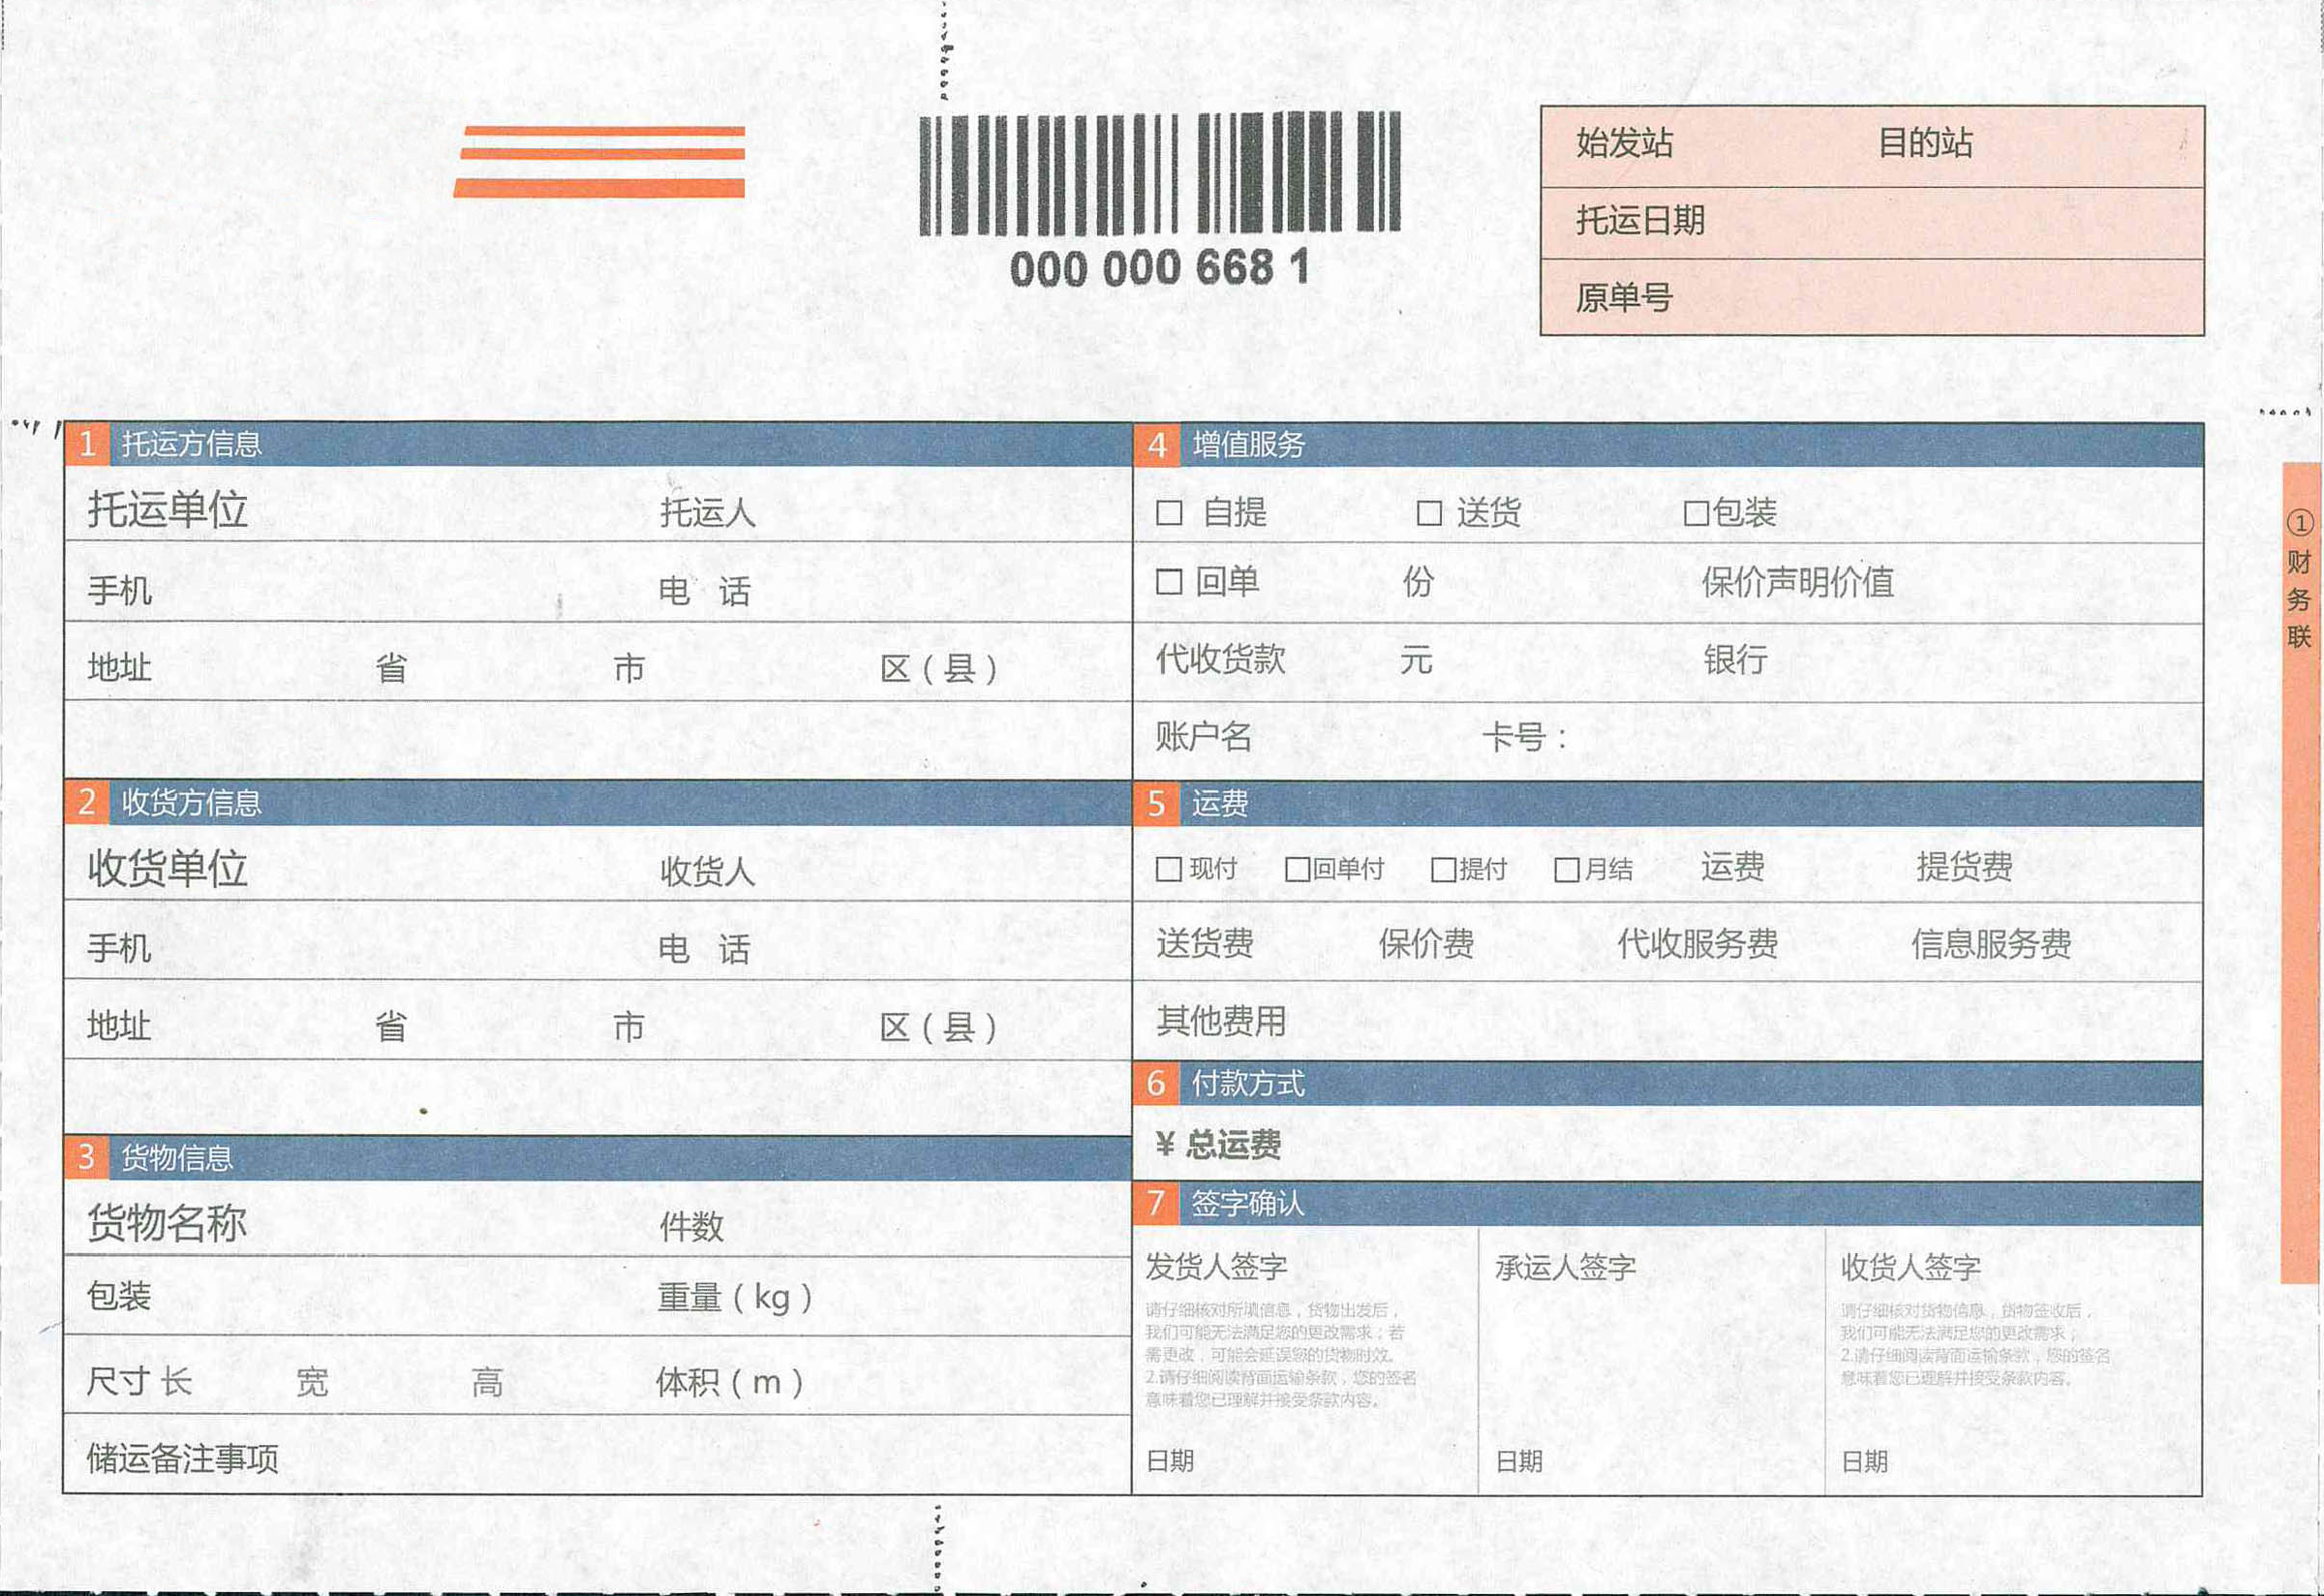 000 000 668 1
始发站 目的站
托运日期
原单号
1 托运方信息
托运单位 托运人
手机 电 话
地址 省 市 区(县)
2 收货方信息
收货单位 收货人
手机 电 话
地址 省 市 区(县)
3 货物信息
货物名称 件数
包装 重量(kg)
尺寸 长 宽 高 体积(m)
储运备注事项
4 增值服务
□ 自提 □ 送货 □包装
□ 回单 份 保价声明价值
代收货款 元 银行
账户名 卡号:
5 运费
□ 现付 □回单付 □提付 □月结 运费 提货费
送货费 保价费 代收服务费 信息服务费
其他费用
6 付款方式
¥ 总运费
7 签字确认
发货人签字
请仔细核对所填信息,货物出发后,
我们可能无法满足您的更改需求;若
需更改,可能会延误您的货物时效。
2.请仔细阅读背面运输条款,您的签名
意味着您已理解并接受条款内容。
日期
承运人签字
日期
收货人签字
请仔细核对货物信息,货物签收后,
我们可能无法满足您的更改需求;
2.请仔细阅读背面运输条款,您的签名
意味着您已理解并接受条款内容。
日期
①财务联